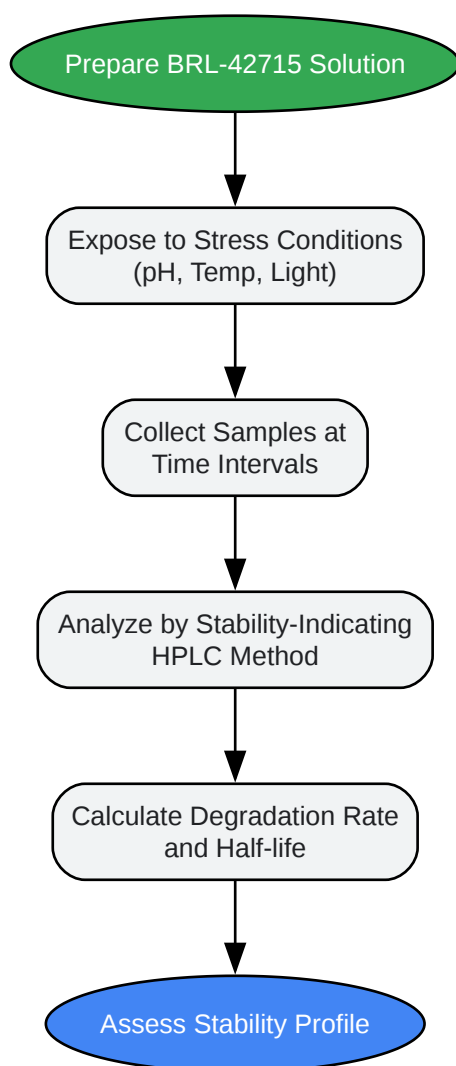 Prepare BRL-42715 Solution
Expose to Stress Conditions
(pH, Temp, Light)
Collect Samples at
Time Intervals
Analyze by Stability-Indicating
HPLC Method
Calculate Degradation Rate
and Half-life
Assess Stability Profile